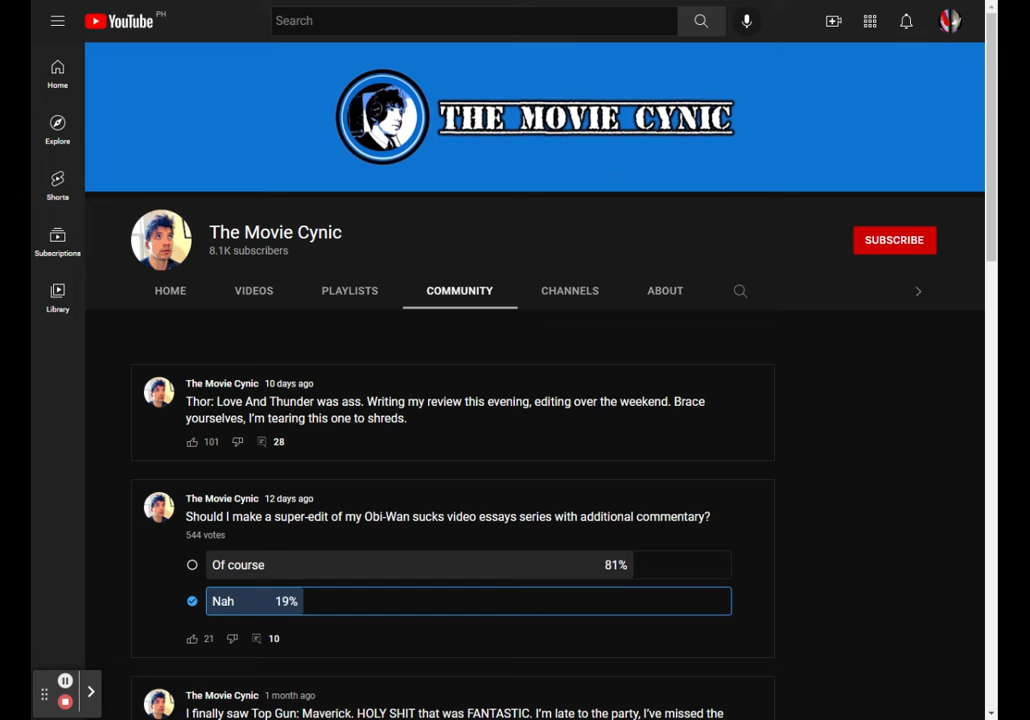 YouTube PH
Search
Home
Explore
Shorts
Subscriptions
Library
THE MOVIE CYNIC
The Movie Cynic
8.1K subscribers
SUBSCRIBE
HOME VIDEOS PLAYLISTS COMMUNITY CHANNELS ABOUT
The Movie Cynic 10 days ago
Thor: Love And Thunder was ass. Writing my review this evening, editing over the weekend. Brace
yourselves, I'm tearing this one to shreds.
101 28
The Movie Cynic 12 days ago
Should I make a super-edit of my Obi-Wan sucks video essays series with additional commentary?
544 votes
Of course 81%
Nah 19%
21 10
The Movie Cynic 1 month ago
I finally saw Top Gun: Maverick. HOLY SHIT that was FANTASTIC. I'm late to the party, I've missed the